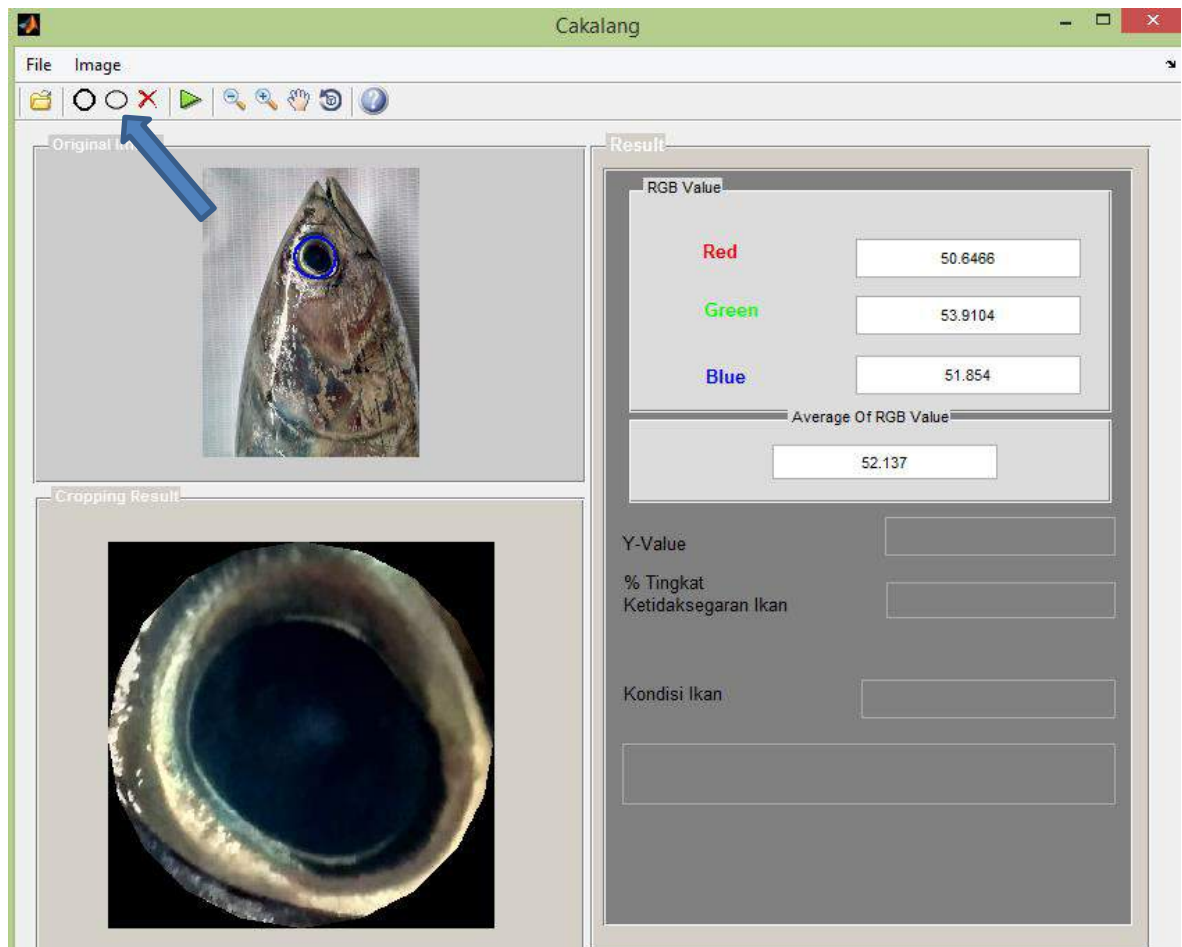 Cakalang
File Image
Original
Result
RGB Value
Red 50.6466
Green 53.9104
Blue 51.854
Average Of RGB Value
52.137
Cropping Result
Y-Value
% Tingkat
Ketidaksegaran Ikan
Kondisi Ikan